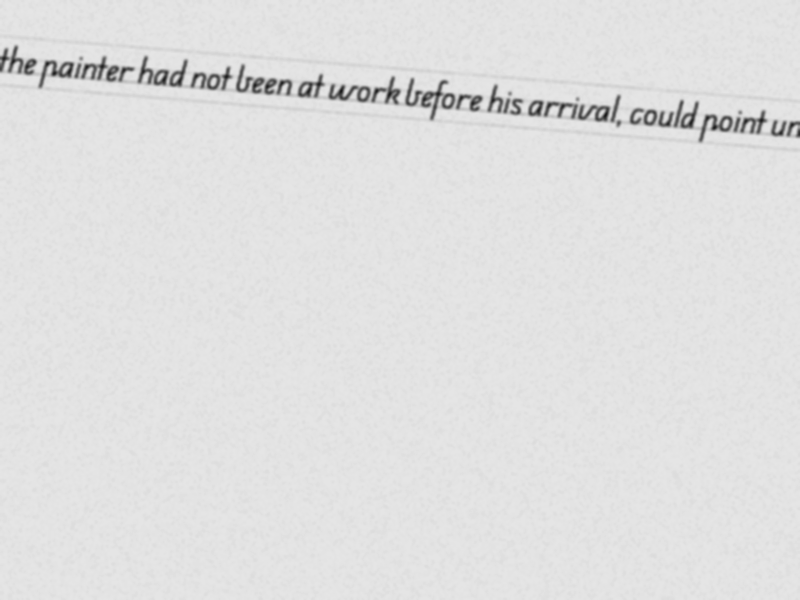 the painter had not been at work before his arrival, could point un